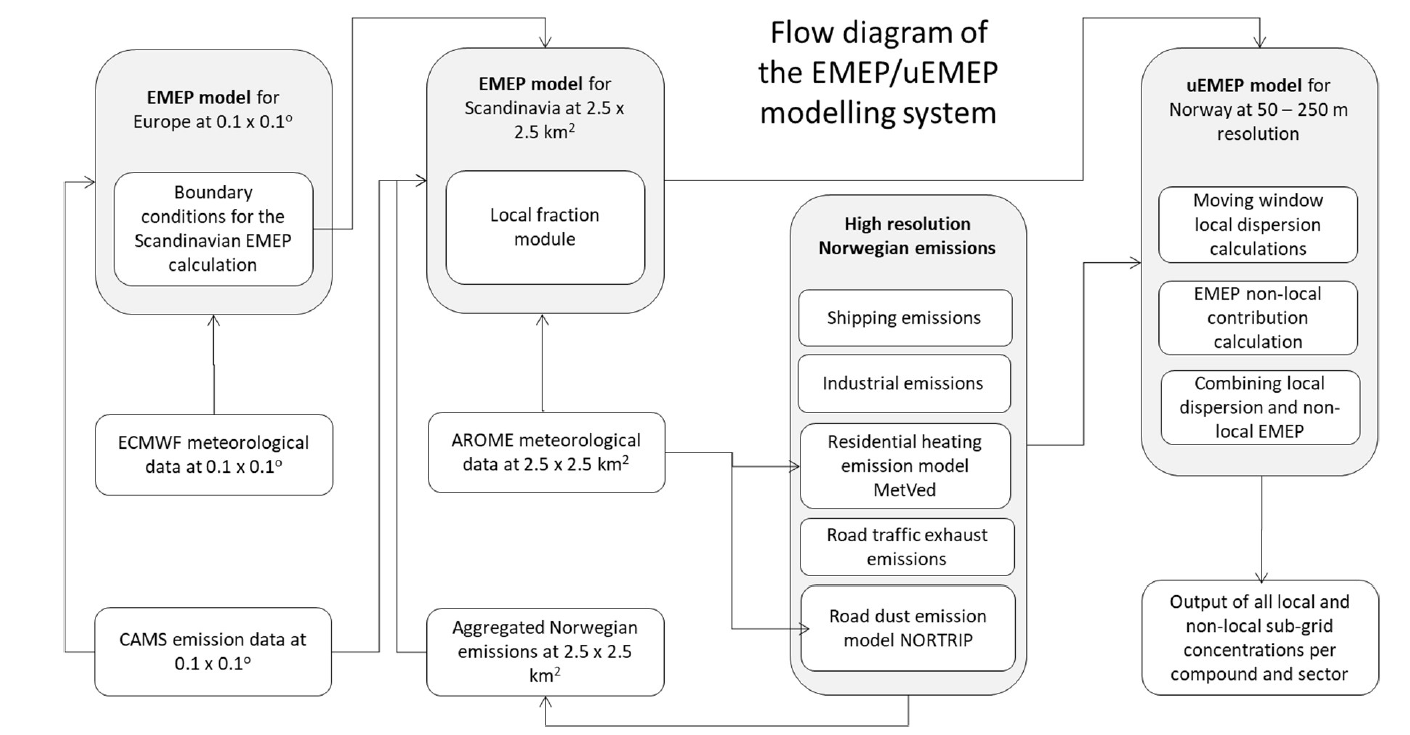 Flow diagram of
the EMEP/uEMEP
modelling system
EMEP model for
Europe at 0.1 x 0.1°
Boundary
conditions for the
Scandinavian EMEP
calculation
ECMWF meteorological
data at 0.1 x 0.1°
CAMS emission data at
0.1 x 0.1°
EMEP model for
Scandinavia at 2.5 x
2.5 km²
Local fraction
module
AROME meteorological
data at 2.5 x 2.5 km²
Aggregated Norwegian
emissions at 2.5 x 2.5
km²
High resolution
Norwegian emissions
Shipping emissions
Industrial emissions
Residential heating
emission model
MetVed
Road traffic exhaust
emissions
Road dust emission
model NORTRIP
uEMEP model for
Norway at 50 – 250 m
resolution
Moving window
local dispersion
calculations
EMEP non-local
contribution
calculation
Combining local
dispersion and non-
local EMEP
Output of all local and
non-local sub-grid
concentrations per
compound and sector